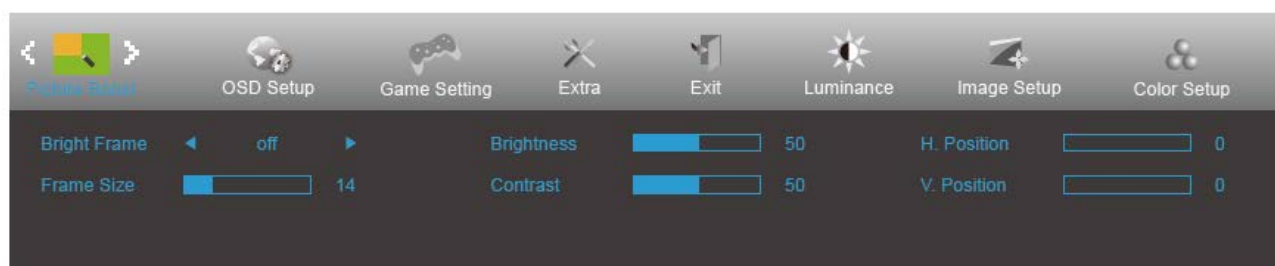 Picture Boost
OSD Setup
Game Setting
Extra
Exit
Luminance
Image Setup
Color Setup
Bright Frame off Brightness 50 H. Position 0
Frame Size 14 Contrast 50 V. Position 0